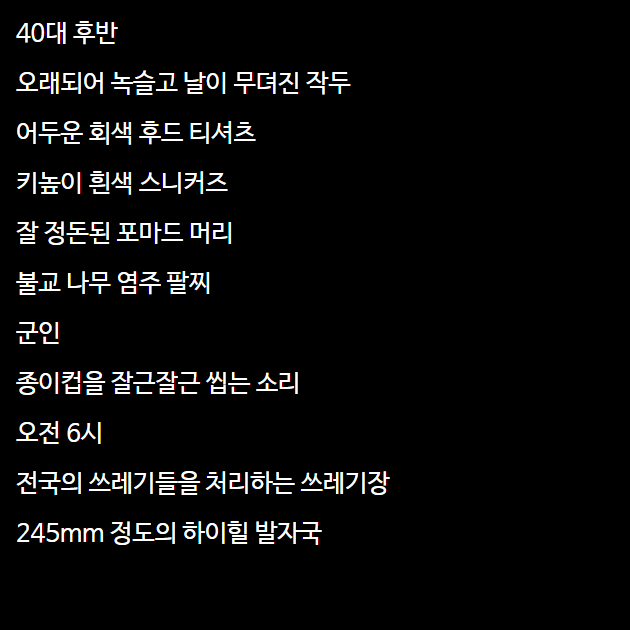 40대 후반
오래되어 녹슬고 날이 무뎌진 작두
어두운 회색 후드 티셔츠
키높이 흰색 스니커즈
잘 정돈된 포마드 머리
불교 나무 염주 팔찌
군인
종이컵을 잘근잘근 씹는 소리
오전 6시
전국의 쓰레기들을 처리하는 쓰레기장
245mm 정도의 하이힐 발자국